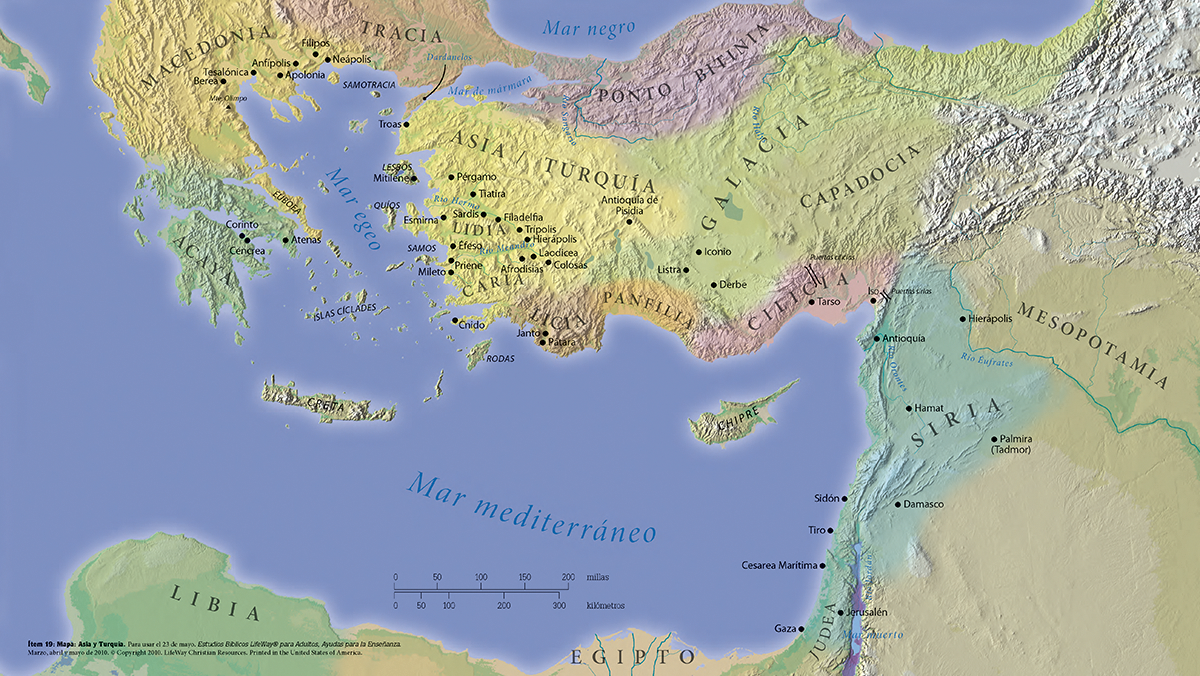 Mar negro
TRACIA
MACEDONIA
Filipos
Neápolis
Anfípolis
Tesalónica
Apolonia
Berea
Mte. Olimpo
SAMOTRACIA
Dardanelos
Mar de mármara
PONTO
BITINIA
Río Sangario
Río Halis
Troas
ASIA / TURQUÍA
GALACIA
CAPADOCIA
LESBOS
Mitilene
Pérgamo
Tiatira
Mar egeo
EUBOEA
QUÍOS
Río Hermo
Esmirna
Sardis
Filadelfia
LIDIA
Antioquía de
Pisidia
Corinto
Cencrea
Atenas
ACAYA
SAMOS
Éfeso
Trípolis
Hierápolis
Río Meandro
Laodicea
Priene
Mileto
Afrodisias
Colosas
CARIA
Iconio
Listra
Derbe
Puertas cilicias
CILICIA
Tarso
Iso
Puertas sirias
ISLAS CÍCLADES
Cnido
LICIA
PANFILIA
Janto
Pátara
RODAS
Hierápolis
MESOPOTAMIA
Antioquía
Río Orontes
Río Eufrates
CRETA
CHIPRE
Hamat
SIRIA
Palmira
(Tadmor)
Mar mediterráneo
Sidón
Damasco
Tiro
Cesarea Marítima
Río Jordán
0 50 100 150 200 millas
0 50 100 200 300 kilómetros
LIBIA
Jerusalén
Gaza
JUDEA
Mar muerto
EGIPTO
Ítem 19: Mapa: Asia y Turquía. Para usar el 23 de mayo. Estudios Bíblicos LifeWay® para Adultos, Ayudas para la Enseñanza.
Marzo, abril y mayo de 2010. © Copyright 2010. LifeWay Christian Resources. Printed in the United States of America.